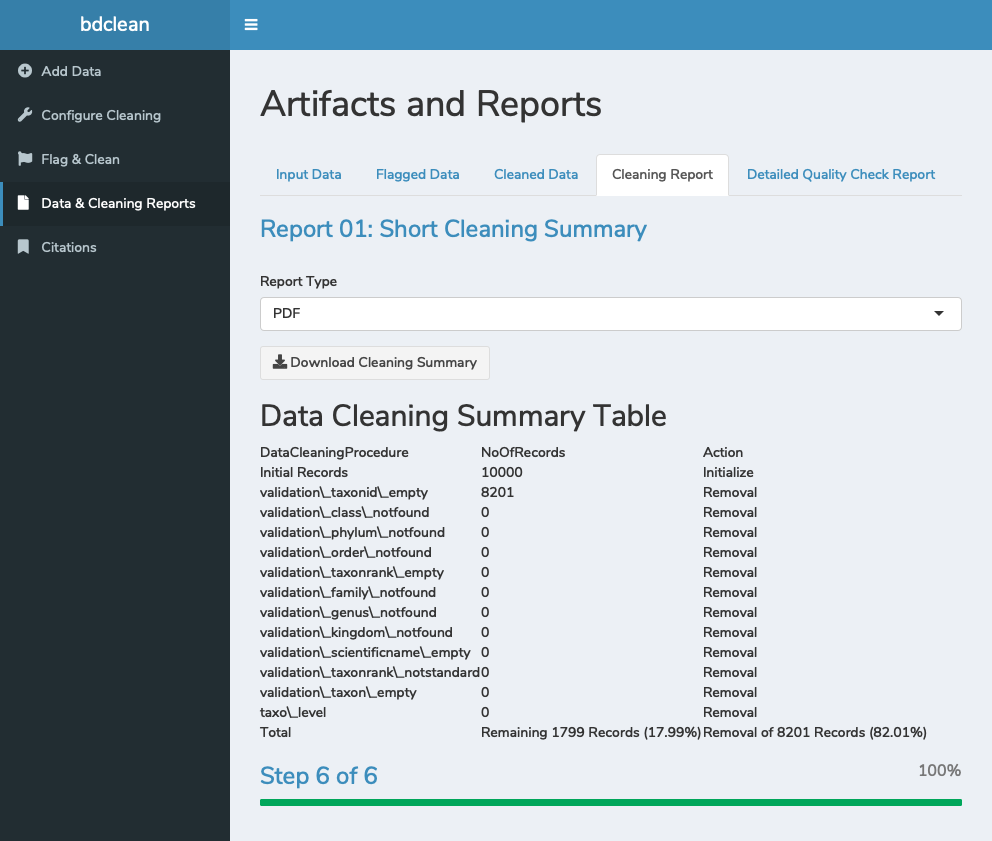 bdclean
Add Data
Configure Cleaning
Flag & Clean
Data & Cleaning Reports
Citations
Artifacts and Reports
Input Data Flagged Data Cleaned Data Cleaning Report Detailed Quality Check Report
Report 01: Short Cleaning Summary
Report Type
PDF
Download Cleaning Summary
Data Cleaning Summary Table
DataCleaningProcedure NoOfRecords Action
Initial Records 10000 Initialize
validation\_taxonid\_empty 8201 Removal
validation\_class\_notfound 0 Removal
validation\_phylum\_notfound 0 Removal
validation\_order\_notfound 0 Removal
validation\_taxonrank\_empty 0 Removal
validation\_family\_notfound 0 Removal
validation\_genus\_notfound 0 Removal
validation\_kingdom\_notfound 0 Removal
validation\_scientificname\_empty 0 Removal
validation\_taxonrank\_notstandard 0 Removal
validation\_taxon\_empty 0 Removal
taxo\_level 0 Removal
Total Remaining 1799 Records (17.99%) Removal of 8201 Records (82.01%)
Step 6 of 6 100%